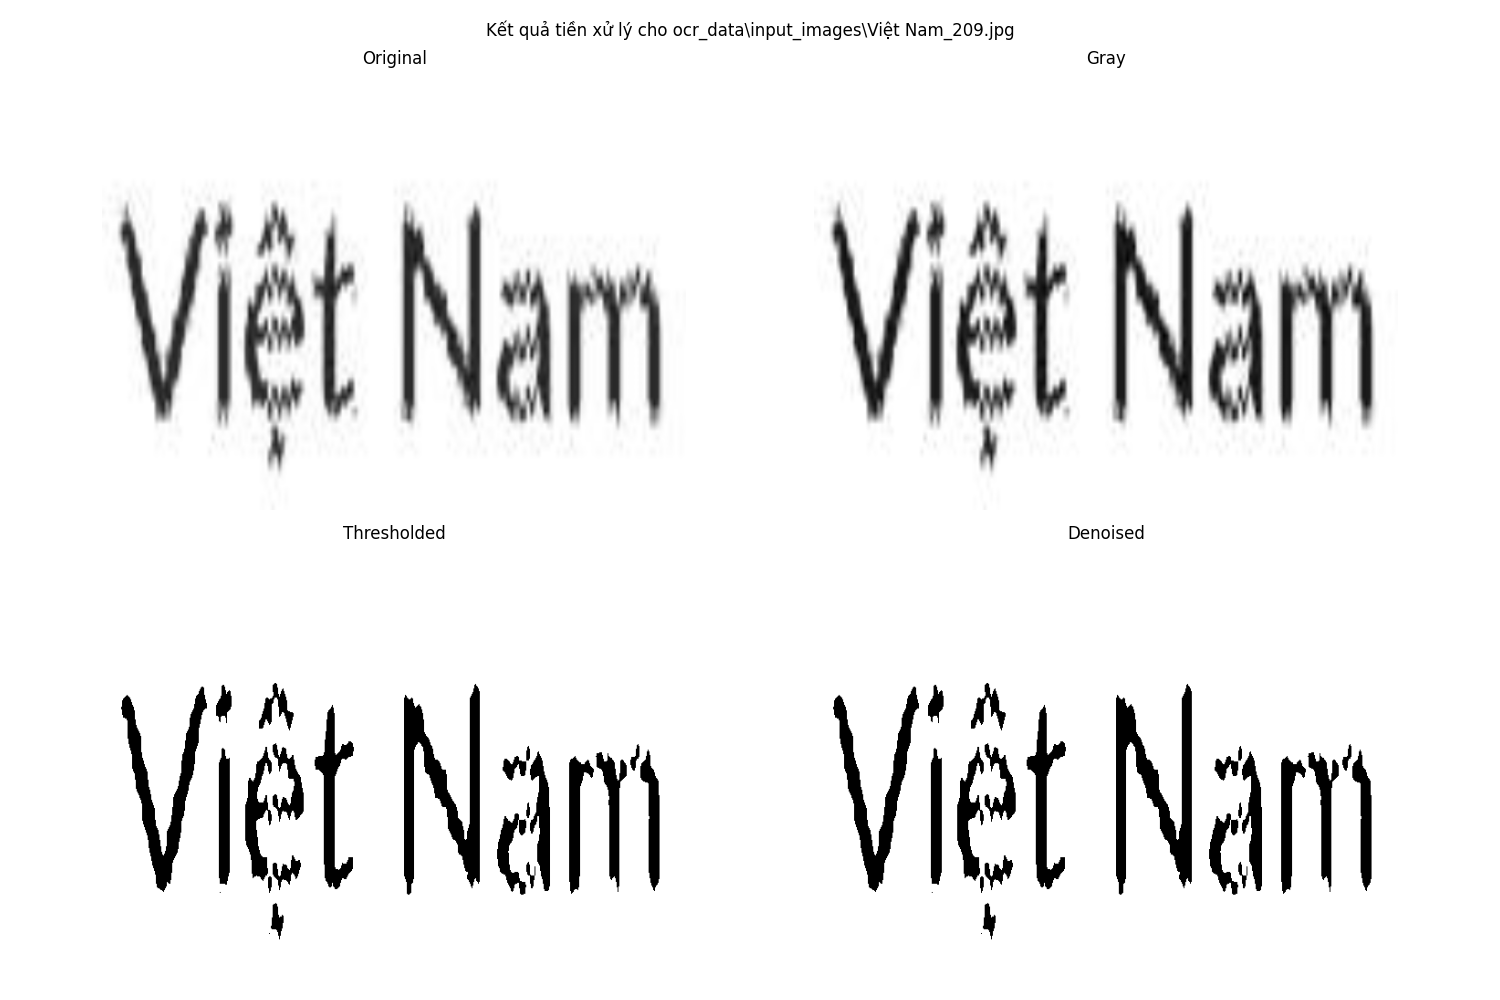 Kết quả tiền xử lý cho ocr_data\input_images\Việt Nam_209.jpg
Original
Gray
Việt Nam
Việt Nam
Thresholded
Denoised
Việt Nam
Việt Nam